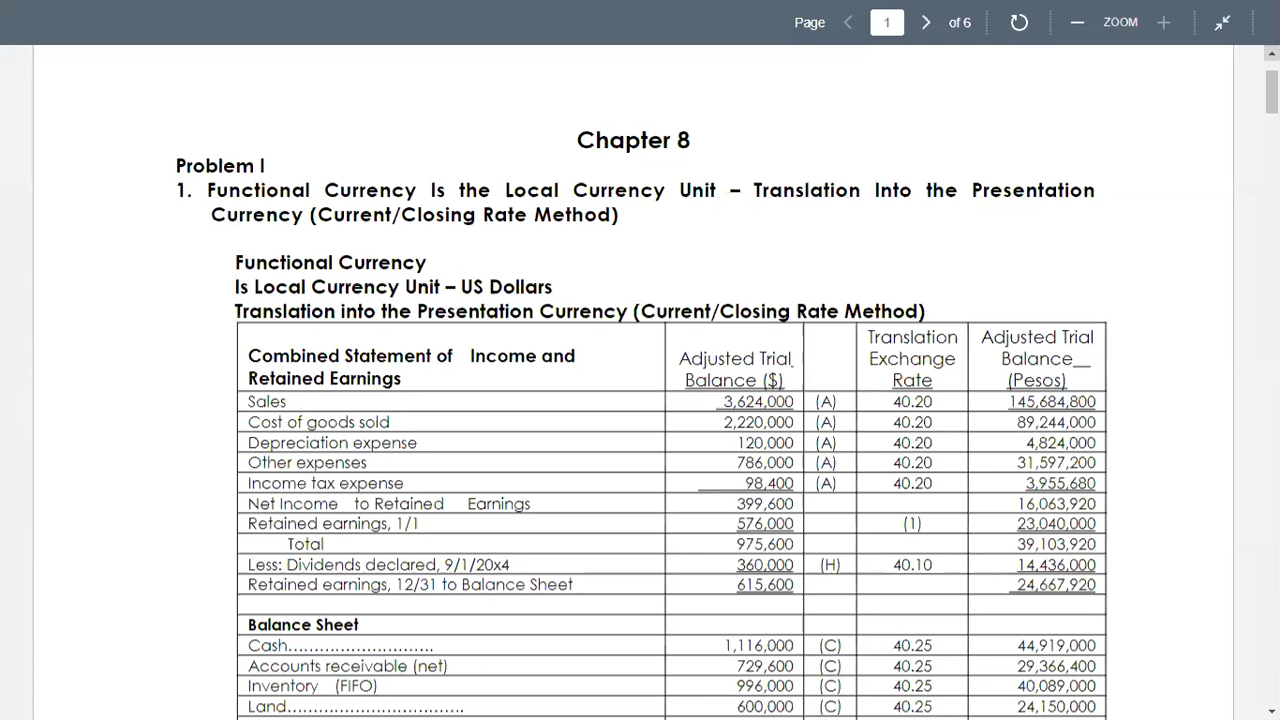 Page 1 of 6 ZOOM
Chapter 8
Problem I
1. Functional Currency Is the Local Currency Unit – Translation Into the Presentation
Currency (Current/Closing Rate Method)
Functional Currency
Is Local Currency Unit – US Dollars
Translation into the Presentation Currency (Current/Closing Rate Method)
Combined Statement of Income and Retained Earnings Adjusted Trial Balance ($) Translation Exchange Rate Adjusted Trial Balance__ (Pesos)
Sales 3,624,000 (A) 40.20 145,684,800
Cost of goods sold 2,220,000 (A) 40.20 89,244,000
Depreciation expense 120,000 (A) 40.20 4,824,000
Other expenses 786,000 (A) 40.20 31,597,200
Income tax expense 98,400 (A) 40.20 3,955,680
Net Income to Retained Earnings 399,600 16,063,920
Retained earnings, 1/1 576,000 (1) 23,040,000
Total 975,600 39,103,920
Less: Dividends declared, 9/1/20x4 360,000 (H) 40.10 14,436,000
Retained earnings, 12/31 to Balance Sheet 615,600 24,667,920
Balance Sheet
Cash………………………. 1,116,000 (C) 40.25 44,919,000
Accounts receivable (net) 729,600 (C) 40.25 29,366,400
Inventory (FIFO) 996,000 (C) 40.25 40,089,000
Land……………………………. 600,000 (C) 40.25 24,150,000